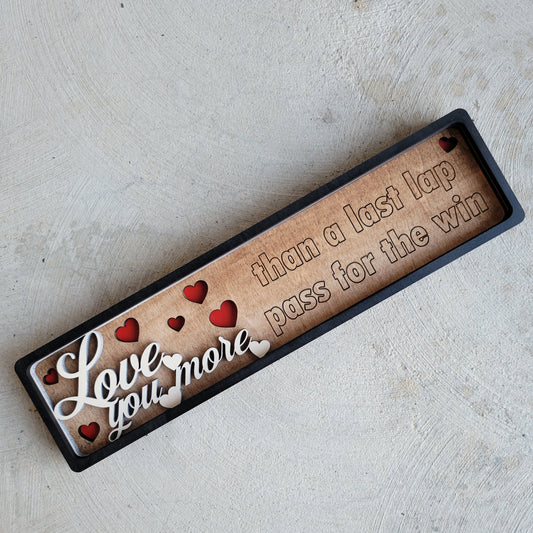 Love
you more
than a last lap
pass for the win